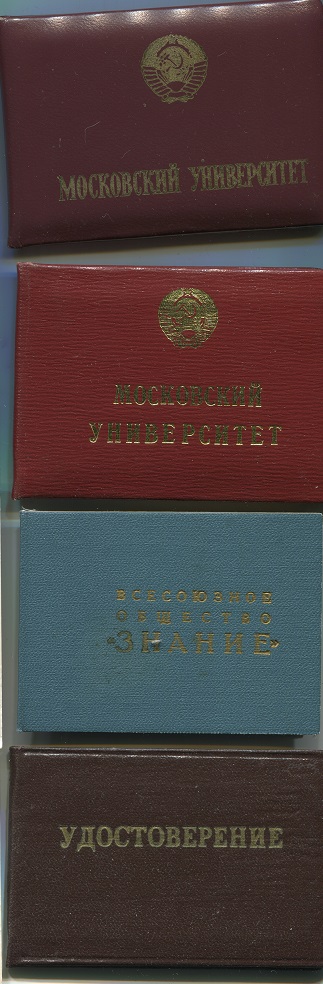 МОСКОВСКИЙ УНИВЕРСИТЕТ
МОСКОВСКИЙ
УНИВЕРСИТЕТ
ВСЕСОЮЗНОЕ
ОБЩЕСТВО
«ЗНАНИЕ»
УДОСТОВЕРЕНИЕ